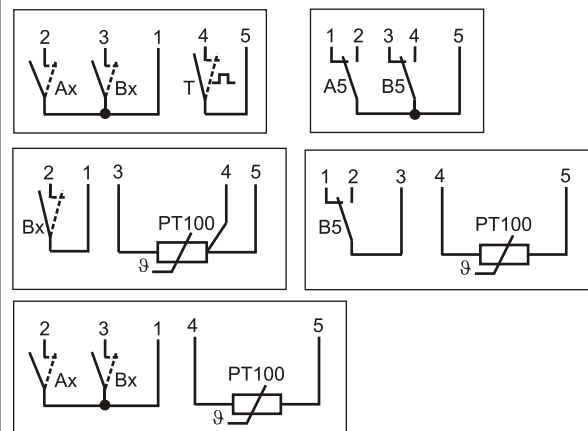 2 3 1 4 5
Ax Bx T
1 2 3 4 5
A5 B5
2 1 3 4 5
Bx PT100
ϑ
1 2 3 4 5
B5 PT100
ϑ
2 3 1 4 5
Ax Bx PT100
ϑ